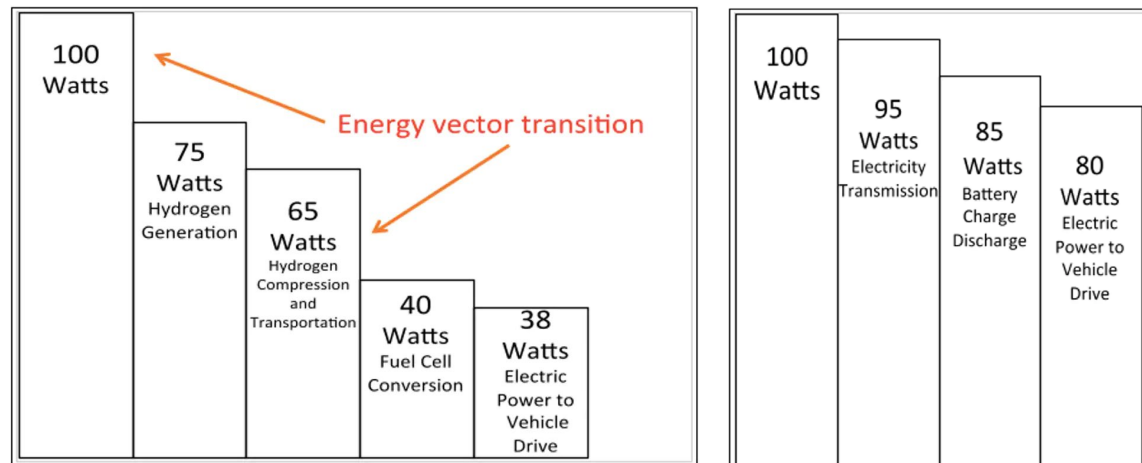 100
Watts
Energy vector transition
75
Watts
Hydrogen
Generation
65
Watts
Hydrogen
Compression
and
Transportation
40
Watts
Fuel Cell
Conversion
38
Watts
Electric
Power to
Vehicle
Drive
100
Watts
95
Watts
Electricity
Transmission
85
Watts
Battery
Charge
Discharge
80
Watts
Electric
Power to
Vehicle
Drive